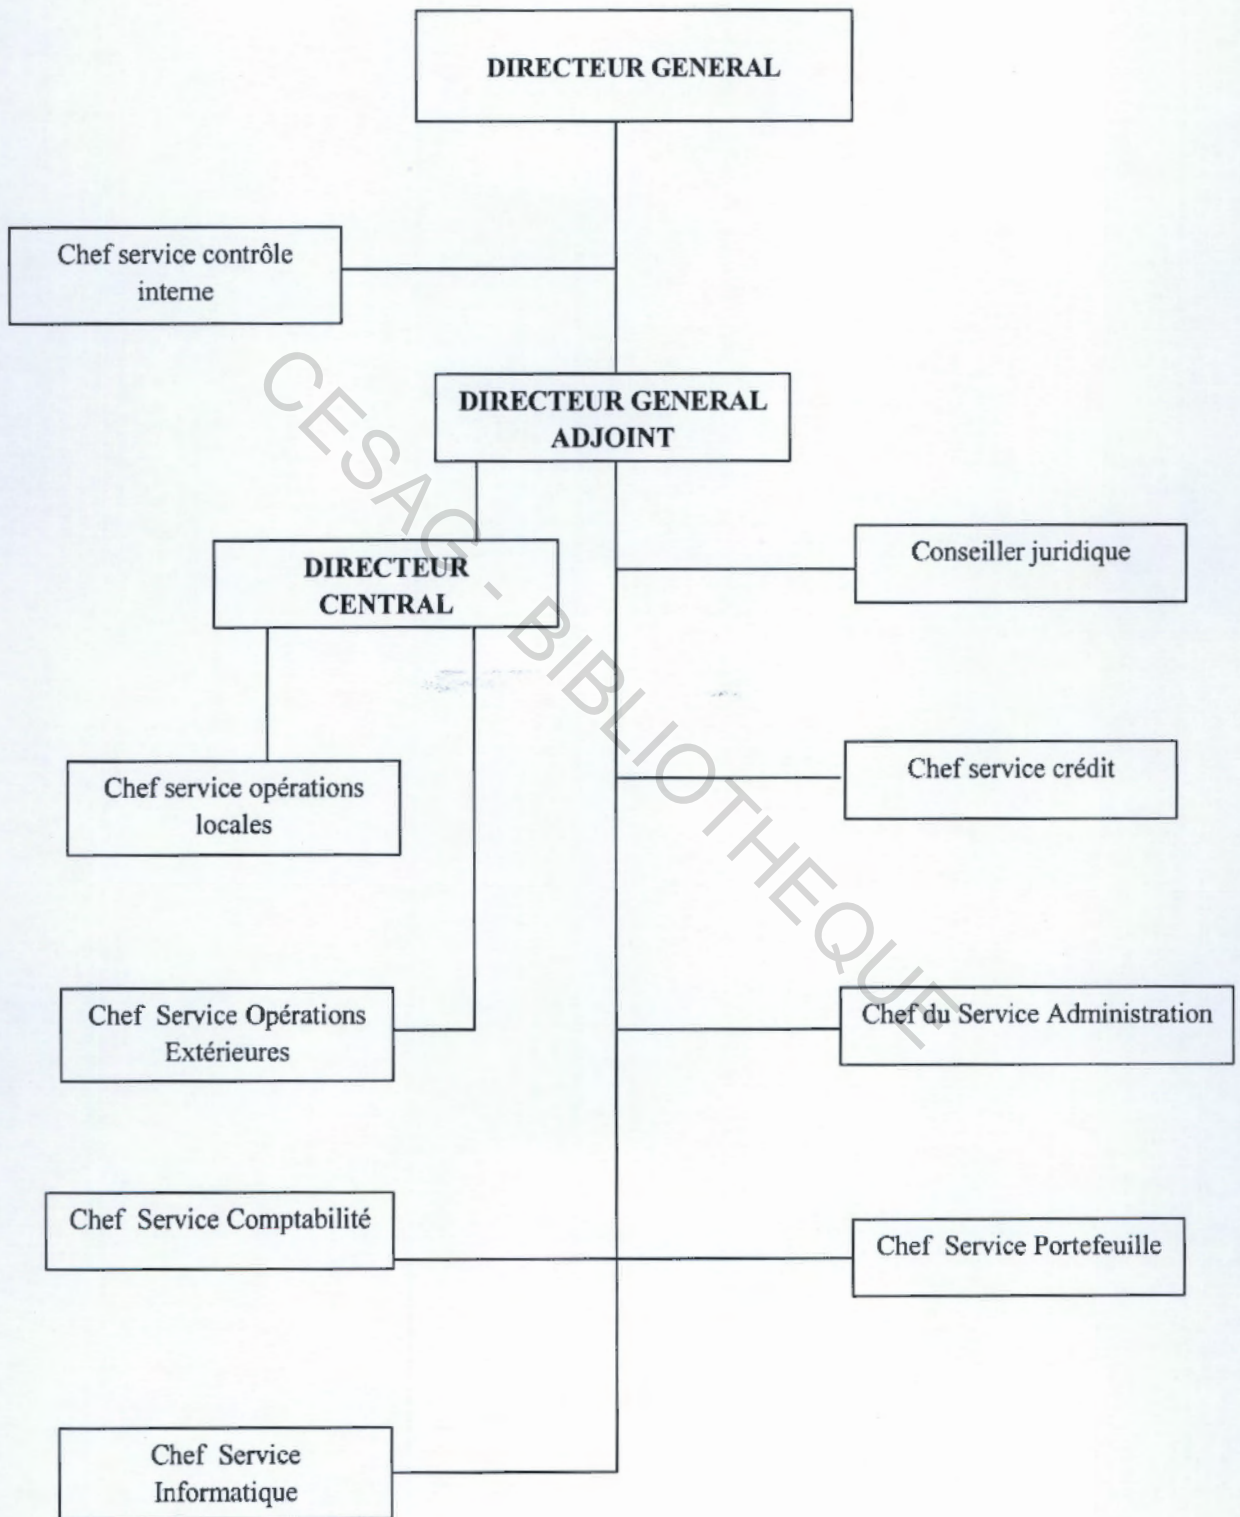 DIRECTEUR GENERAL
Chef service contrôle
interne
DIRECTEUR GENERAL
ADJOINT
DIRECTEUR
CENTRAL
Conseiller juridique
Chef service opérations
locales
Chef service crédit
Chef Service Opérations
Extérieures
Chef du Service Administration
Chef Service Comptabilité
Chef Service Portefeuille
Chef Service
Informatique
CESAG - BIBLIOTHEQUE